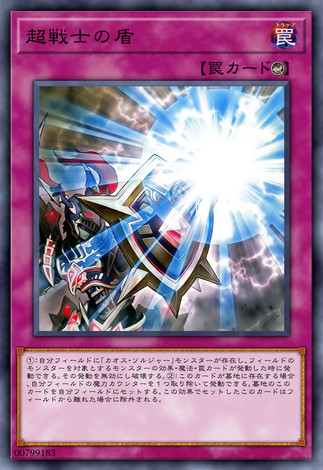 超戦士の盾
トラップ
罠
【罠カード】
①:自分フィールドに「カオス・ソルジャー」モンスターが存在し、フィールドの
モンスターを対象とするモンスターの効果・魔法・罠カードが発動した時に発
動できる。その発動を無効にし破壊する。②:このカードが墓地に存在する場合、
自分フィールドの魔力カウンターを１つ取り除いて発動できる。墓地のこの
カードを自分フィールドにセットする。この効果でセットしたこのカードはフィ
ールドから離れた場合に除外される。
00799183